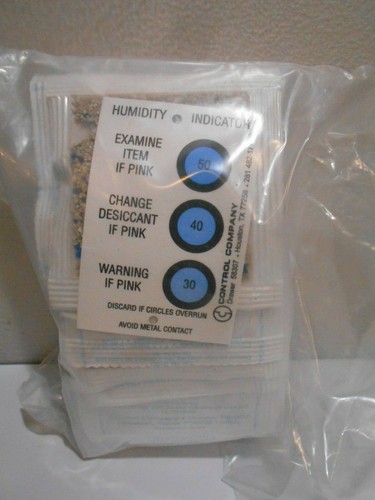 HUMIDITY INDICATOR
EXAMINE
ITEM
IF PINK
50
CHANGE
DESICCANT
IF PINK
40
WARNING
IF PINK
30
DISCARD IF CIRCLES OVERRUN
AVOID METAL CONTACT
CONTROL COMPANY
Houston, TX